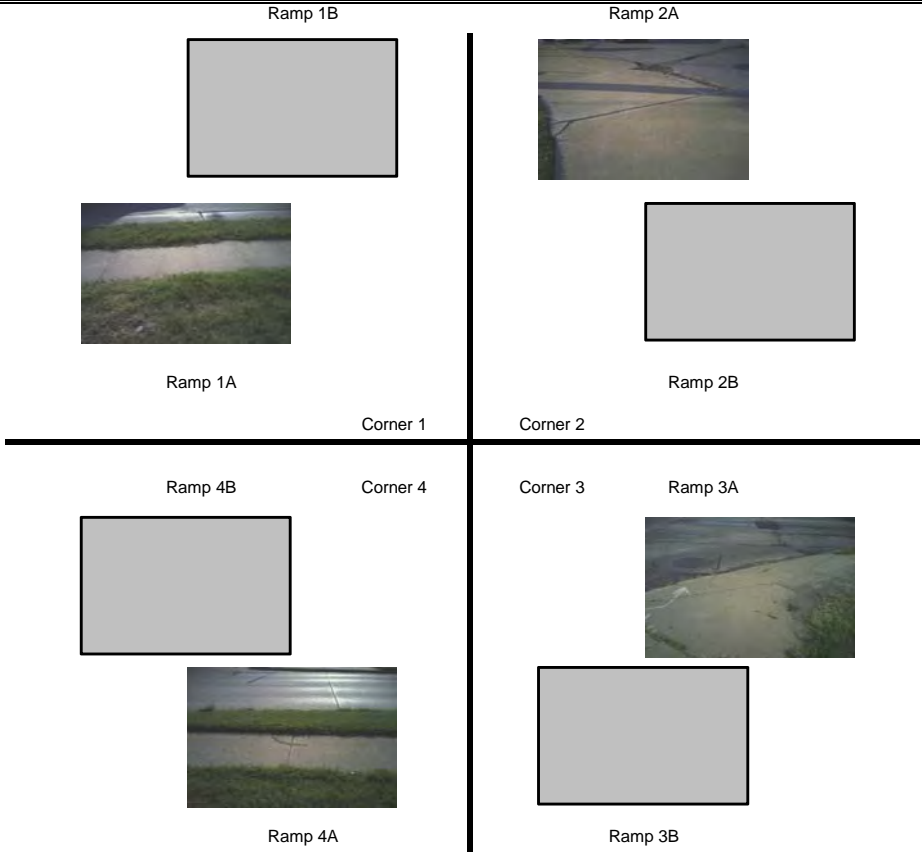 Ramp 1B
Ramp 2A
Ramp 1A
Ramp 2B
Corner 1
Corner 2
Ramp 4B
Corner 4
Corner 3
Ramp 3A
Ramp 4A
Ramp 3B